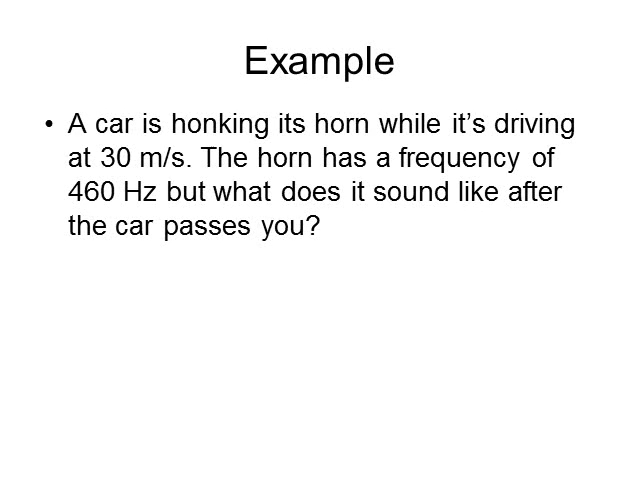 Example
• A car is honking its horn while it’s driving
at 30 m/s. The horn has a frequency of
460 Hz but what does it sound like after
the car passes you?